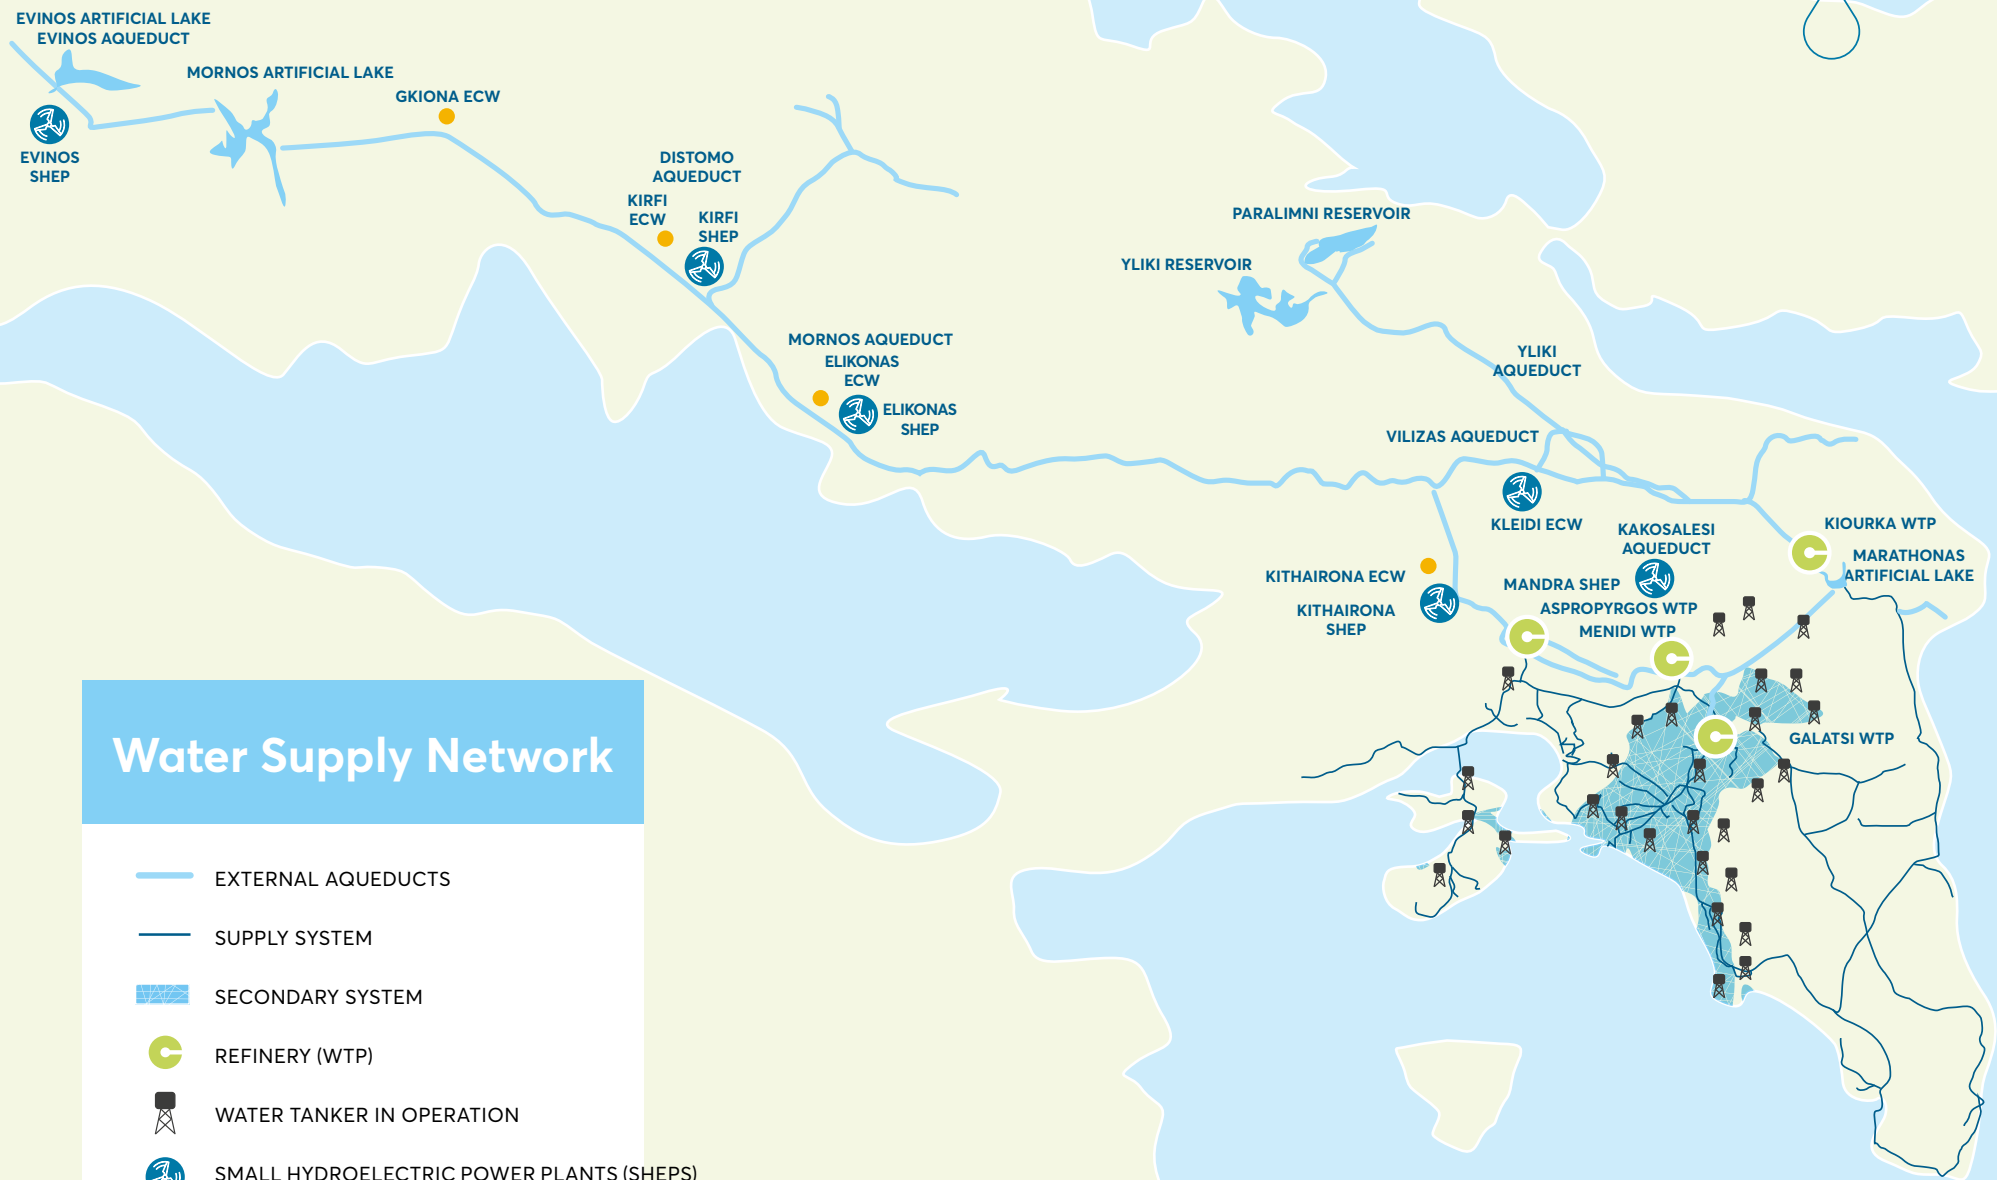 EVINOS ARTIFICIAL LAKE
EVINOS AQUEDUCT
MORNOS ARTIFICIAL LAKE
GKIONA ECW
EVINOS
SHEP
DISTOMO
AQUEDUCT
KIRFI
ECW
KIRFI
SHEP
PARALIMNI RESERVOIR
YLIKI RESERVOIR
MORNOS AQUEDUCT
ELIKONAS
ECW
ELIKONAS
SHEP
YLIKI
AQUEDUCT
VILIZAS AQUEDUCT
KLEIDI ECW
KAKOSALESI
AQUEDUCT
KIOURKA WTP
MARATHONAS
ARTIFICIAL LAKE
KITHAIRONA ECW
KITHAIRONA
SHEP
MANDRA SHEP
ASPROPYRGOS WTP
MENIDI WTP
GALATSI WTP
Water Supply Network
EXTERNAL AQUEDUCTS
SUPPLY SYSTEM
SECONDARY SYSTEM
REFINERY (WTP)
WATER TANKER IN OPERATION
SMALL HYDROELECTRIC POWER PLANTS (SHEPS)